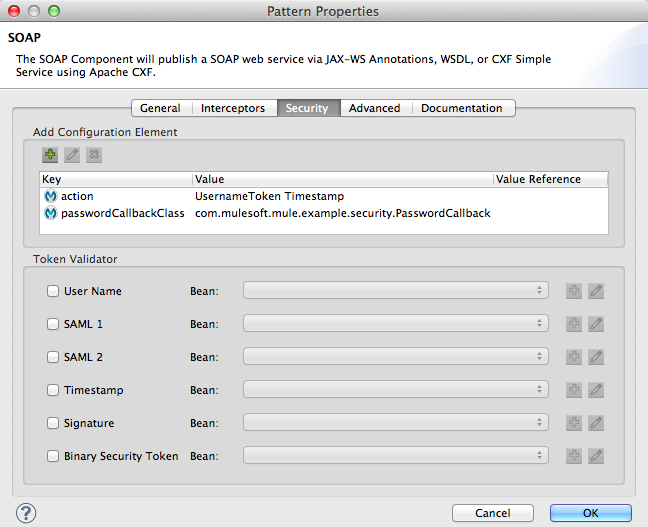 Pattern Properties
SOAP
The SOAP Component will publish a SOAP web service via JAX-WS Annotations, WSDL, or CXF Simple
Service using Apache CXF.
General Interceptors Security Advanced Documentation
Add Configuration Element
Key Value Value Reference
action UsernameToken Timestamp
passwordCallbackClass com.mulesoft.mule.example.security.PasswordCallback
Token Validator
User Name Bean:
SAML 1 Bean:
SAML 2 Bean:
Timestamp Bean:
Signature Bean:
Binary Security Token Bean:
? Cancel OK